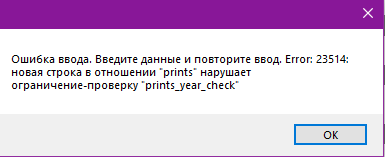 Ошибка ввода. Введите данные и повторите ввод. Error: 23514:
новая строка в отношении "prints" нарушает
ограничение-проверку "prints_year_check"
OK